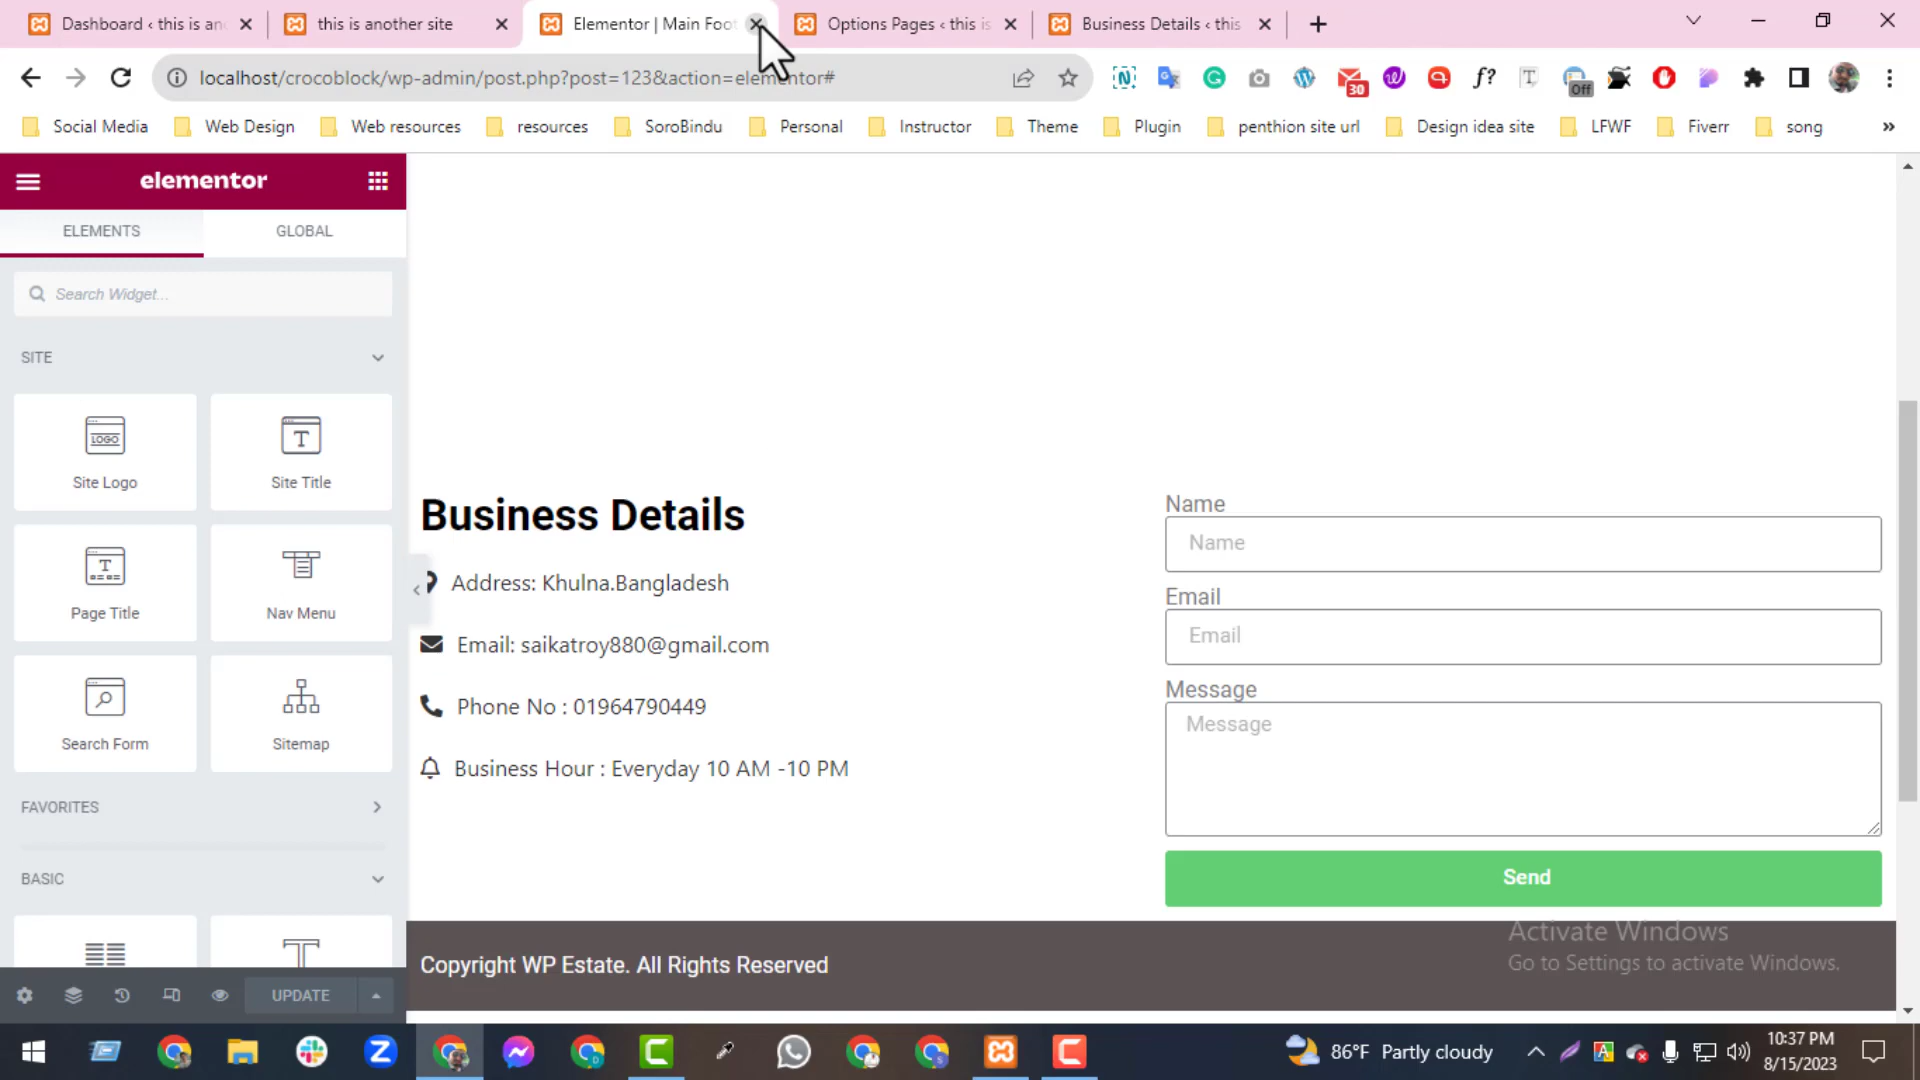 Dashboard ‹ this is an
this is another site
Elementor | Main Foot
Options Pages ‹ this is
Business Details ‹ this
localhost/crocoblock/wp-admin/post.php?post=123&action=elementor#
30
f?
Off
Social Media
Web Design
Web resources
resources
SoroBindu
Personal
Instructor
Theme
Plugin
penthion site url
Design idea site
LFWF
Fiverr
song
elementor
ELEMENTS
GLOBAL
Search Widget...
SITE
LOGO
Site Logo
Site Title
Page Title
Nav Menu
Search Form
Sitemap
FAVORITES
BASIC
UPDATE
Business Details
Address: Khulna.Bangladesh
Email: saikatroy880@gmail.com
Phone No : 01964790449
Business Hour : Everyday 10 AM -10 PM
Name
Name
Email
Email
Message
Message
Send
Copyright WP Estate. All Rights Reserved
Activate Windows
Go to Settings to activate Windows.
86°F Partly cloudy
10:37 PM
8/15/2023